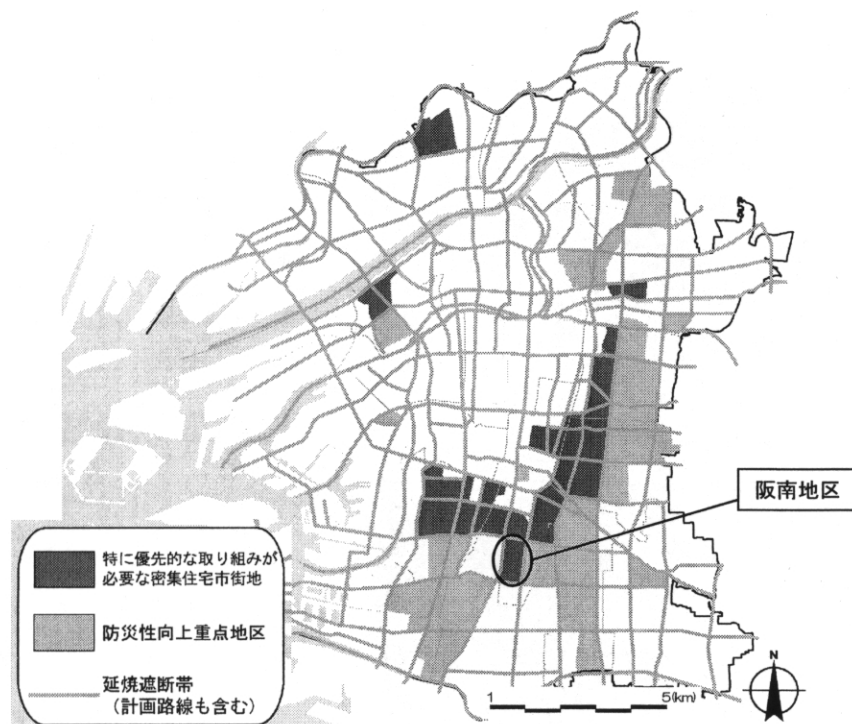 阪南地区
特に優先的な取り組みが
必要な密集住宅市街地
防災性向上重点地区
延焼遮断帯
(計画路線も含む)
N
1 5(km)